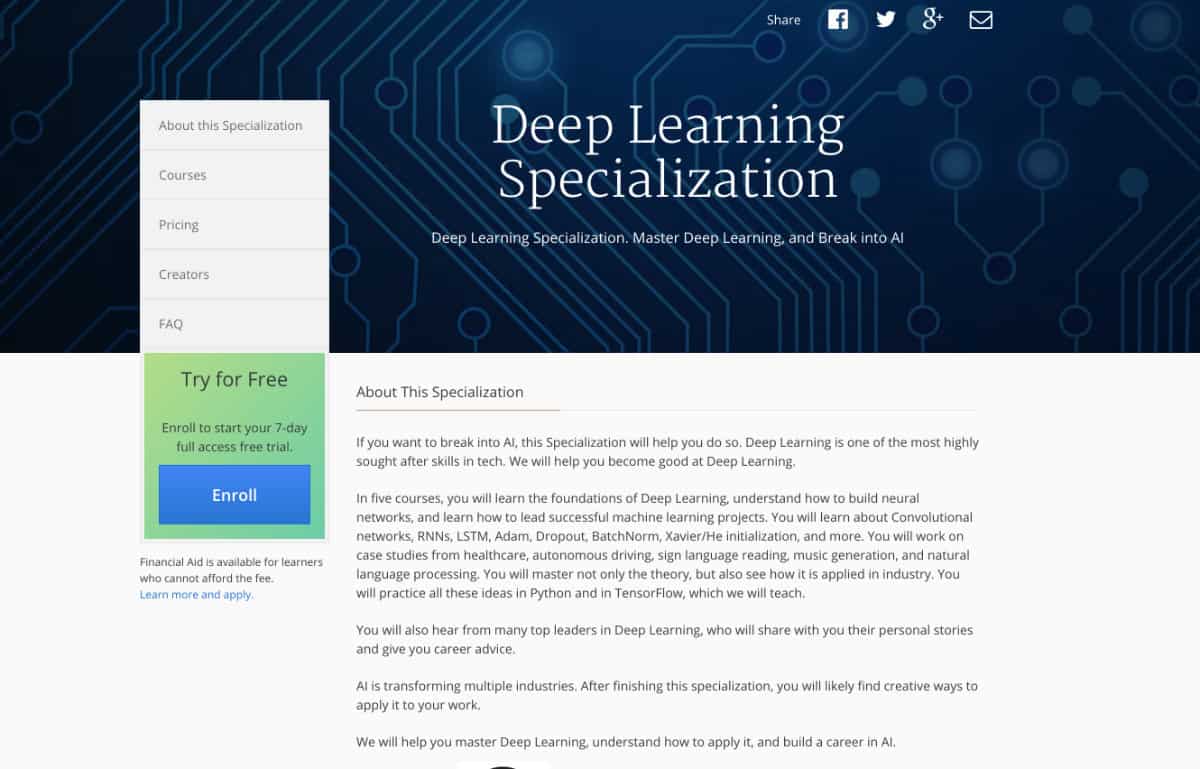 Share
g+
Deep Learning
Specialization
Deep Learning Specialization. Master Deep Learning, and Break into AI
About this Specialization
Courses
Pricing
Creators
FAQ
Try for Free
Enroll to start your 7-day
full access free trial.
Enroll
Financial Aid is available for learners
who cannot afford the fee.
Learn more and apply.
About This Specialization
If you want to break into AI, this Specialization will help you do so. Deep Learning is one of the most highly
sought after skills in tech. We will help you become good at Deep Learning.
In five courses, you will learn the foundations of Deep Learning, understand how to build neural
networks, and learn how to lead successful machine learning projects. You will learn about Convolutional
networks, RNNs, LSTM, Adam, Dropout, BatchNorm, Xavier/He initialization, and more. You will work on
case studies from healthcare, autonomous driving, sign language reading, music generation, and natural
language processing. You will master not only the theory, but also see how it is applied in industry. You
will practice all these ideas in Python and in TensorFlow, which we will teach.
You will also hear from many top leaders in Deep Learning, who will share with you their personal stories
and give you career advice.
AI is transforming multiple industries. After finishing this specialization, you will likely find creative ways to
apply it to your work.
We will help you master Deep Learning, understand how to apply it, and build a career in AI.